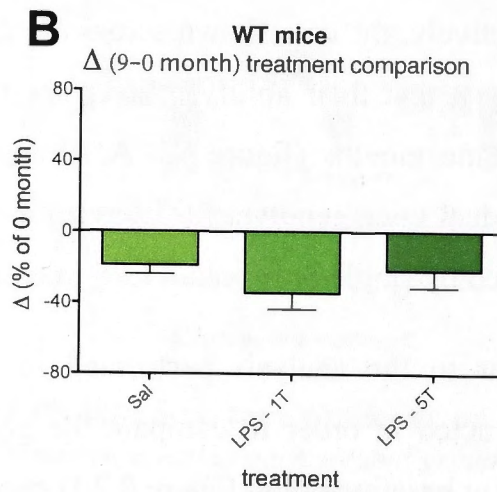 B
WT mice
Δ (9–0 month) treatment comparison
Δ (% of 0 month)
80
40
0
-40
-80
Sal
LPS - 1T
LPS - 5T
treatment